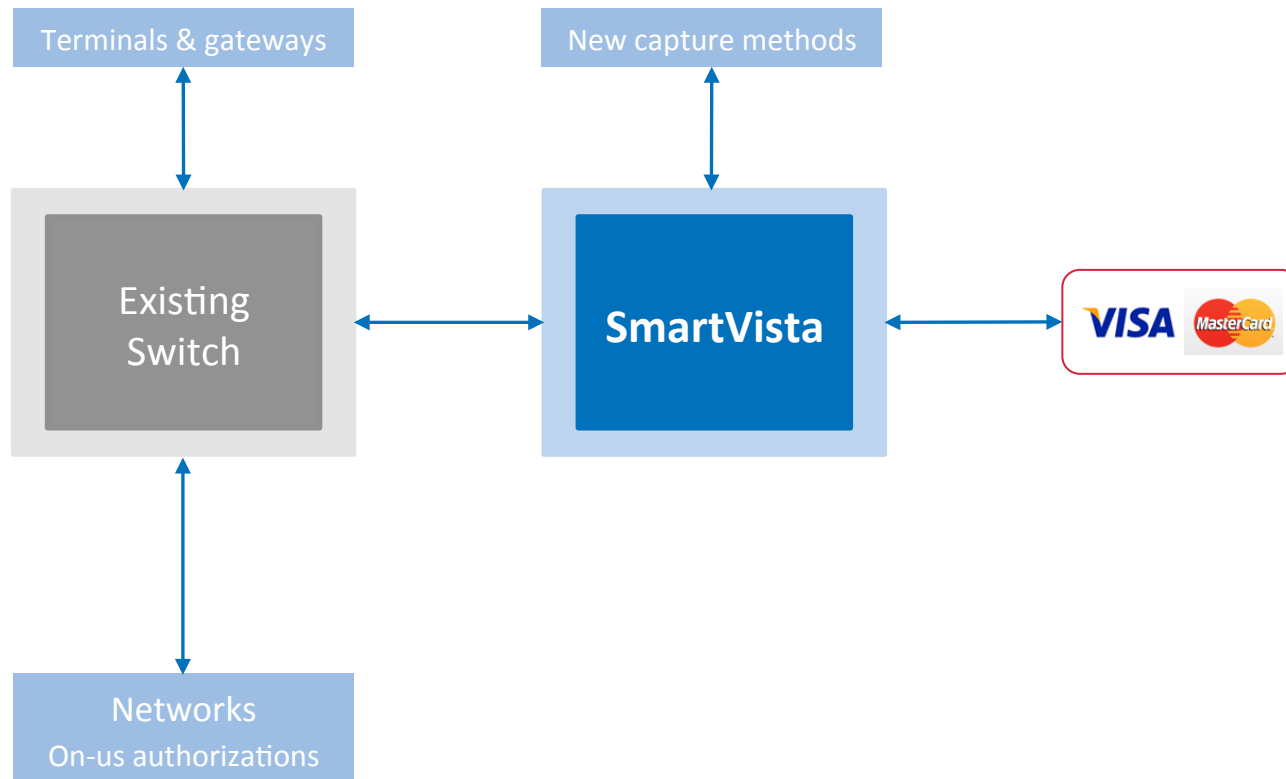 Terminals & gateways
New capture methods
Existing
Switch
SmartVista
VISA
MasterCard
Networks
On-us authorizations